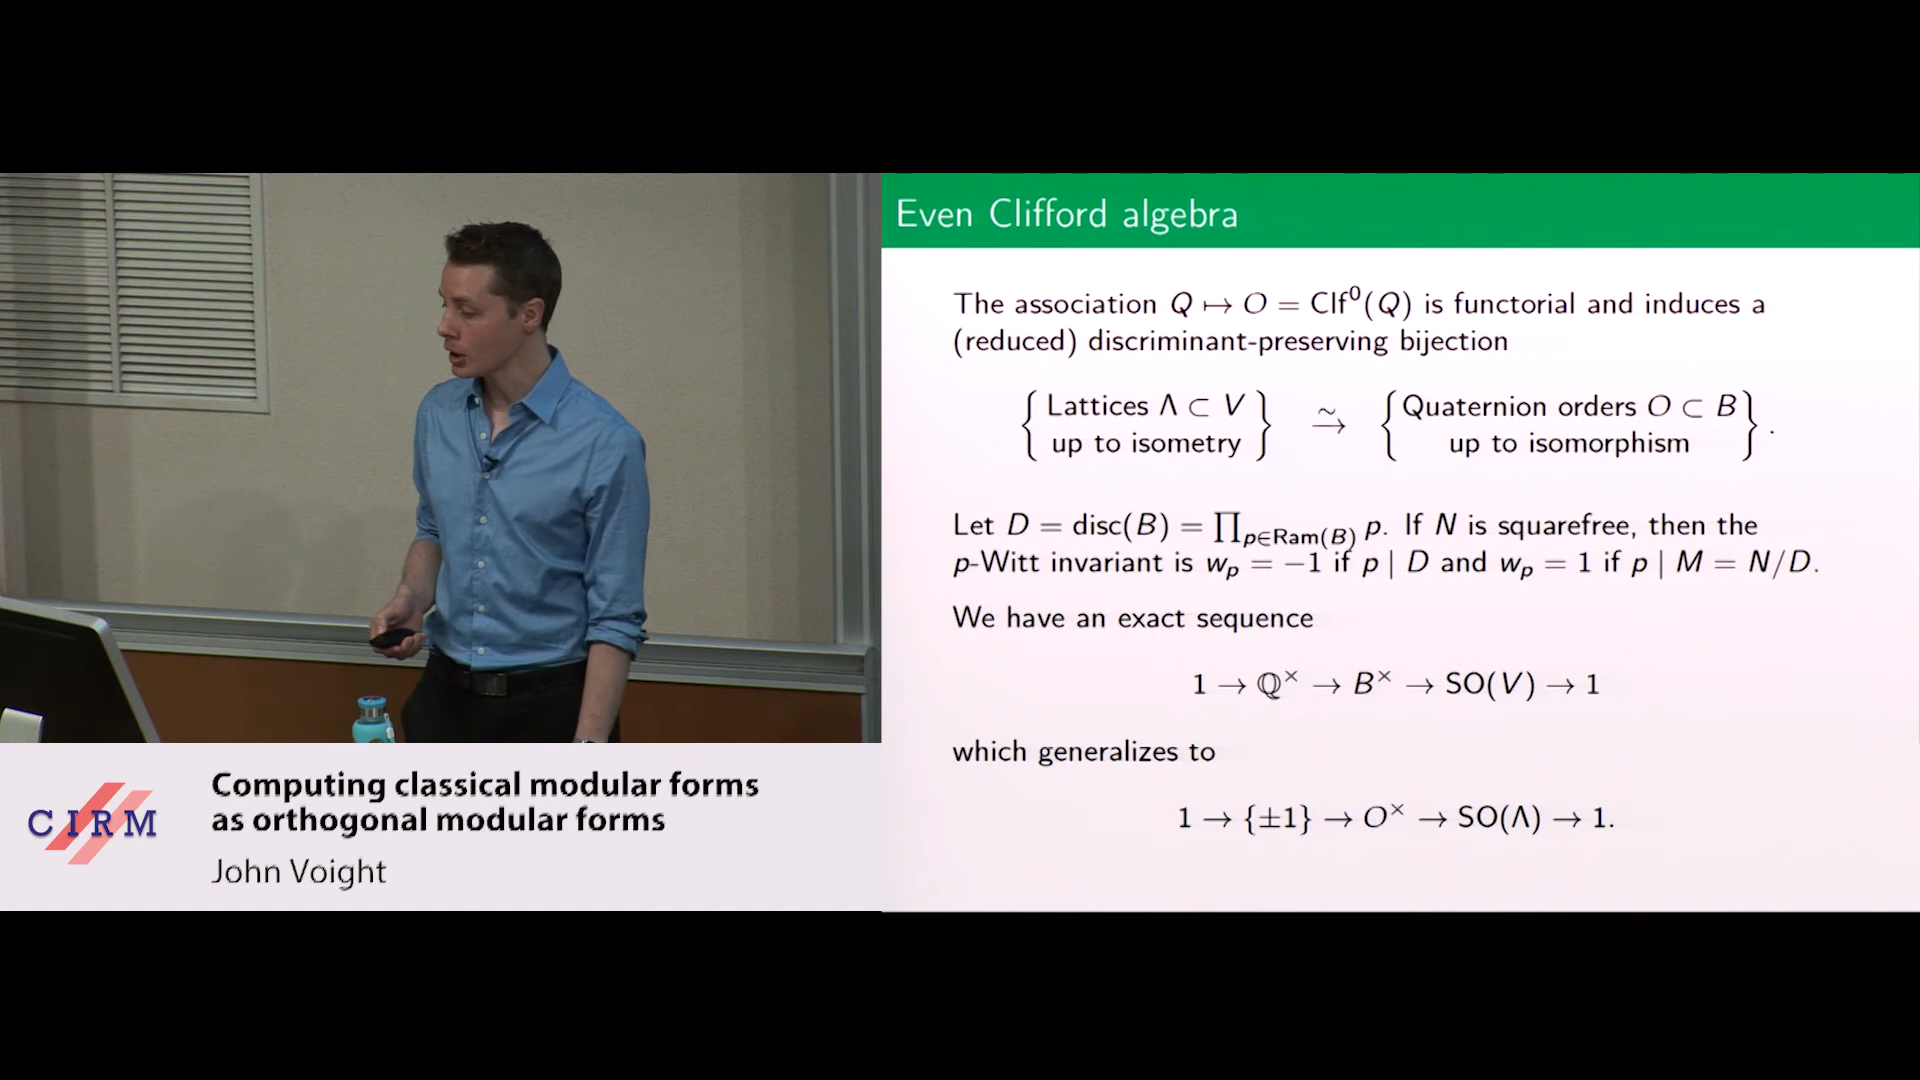 Even Clifford algebra
The association Q ↦ O = Clf⁰(Q) is functorial and induces a
(reduced) discriminant-preserving bijection
{ Lattices Λ ⊂ V up to isometry } ∼→ { Quaternion orders O ⊂ B up to isomorphism } .
Let D = disc(B) = ∏_{p∈Ram(B)} p. If N is squarefree, then the
p-Witt invariant is w_p = −1 if p | D and w_p = 1 if p | M = N/D.
We have an exact sequence
1 → ℚ^× → B^× → SO(V) → 1
which generalizes to
1 → {±1} → O^× → SO(Λ) → 1.
CIRM
Computing classical modular forms
as orthogonal modular forms
John Voight